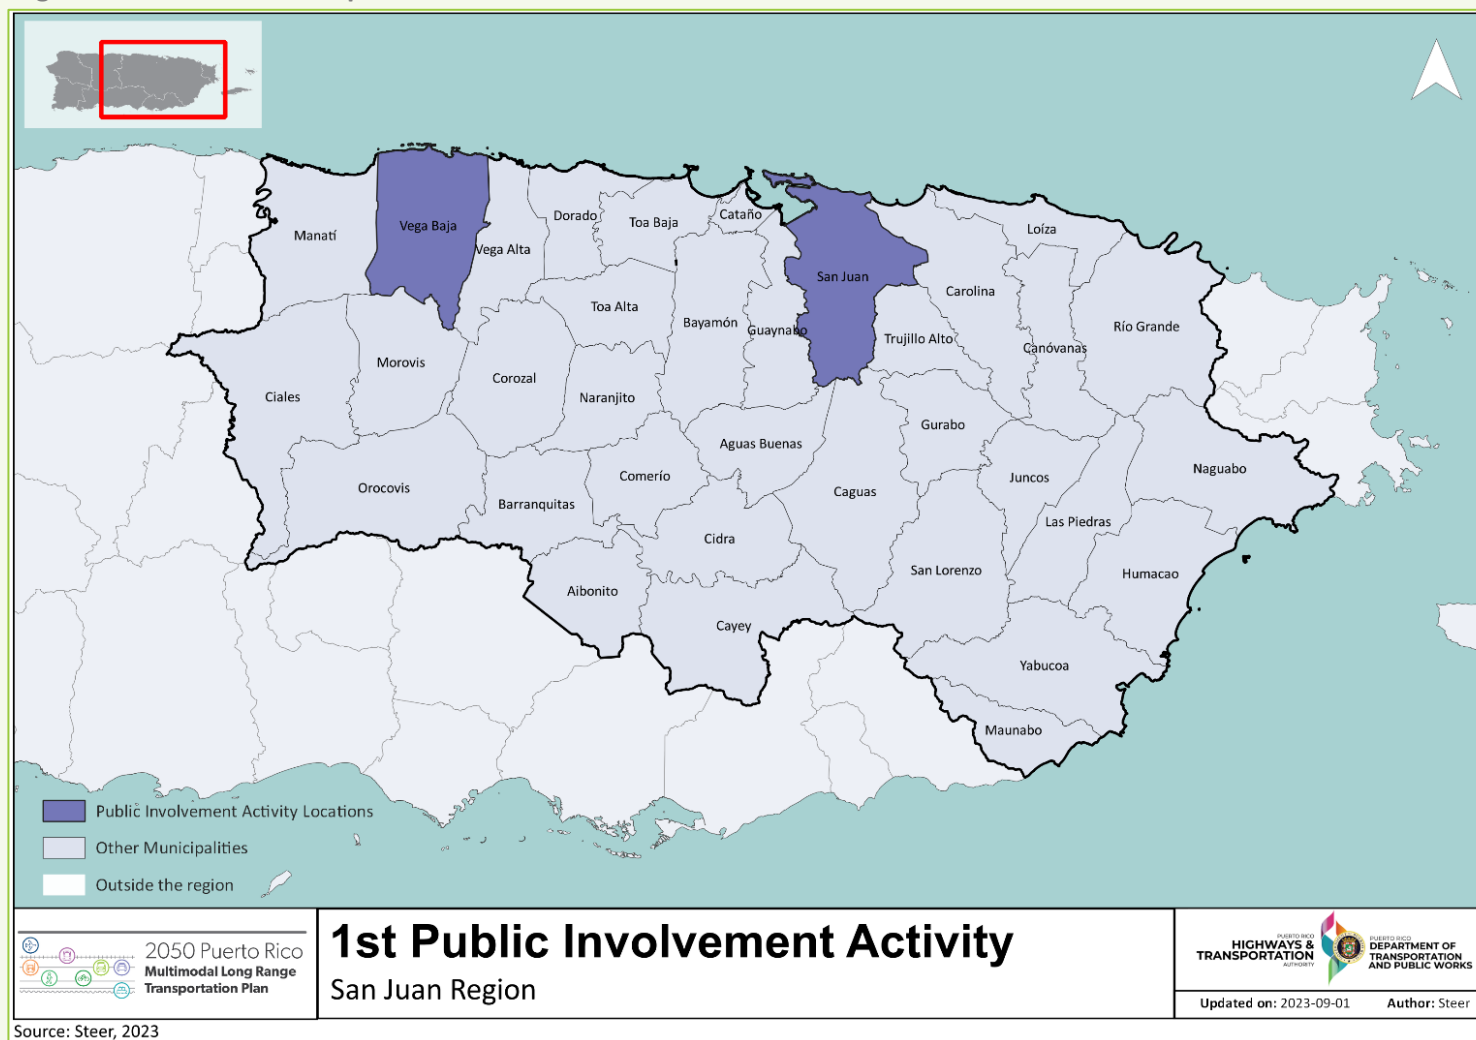 Manatí
Vega Baja
Vega Alta
Dorado
Toa Baja
Cataño
San Juan
Loíza
Carolina
Río Grande
Toa Alta
Bayamón
Guaynabo
Trujillo Alto
Canóvanas
Morovis
Corozal
Ciales
Naranjito
Gurabo
Aguas Buenas
Naguabo
Comerío
Juncos
Orocovis
Caguas
Barranquitas
Las Piedras
Cidra
San Lorenzo
Humacao
Aibonito
Cayey
Yabucoa
Maunabo
Public Involvement Activity Locations
Other Municipalities
Outside the region
2050 Puerto Rico
Multimodal Long Range
Transportation Plan
1st Public Involvement Activity
San Juan Region
PUERTO RICO
HIGHWAYS &
TRANSPORTATION
AUTHORITY
PUERTO RICO
DEPARTMENT OF
TRANSPORTATION
AND PUBLIC WORKS
Updated on: 2023-09-01 Author: Steer
Source: Steer, 2023